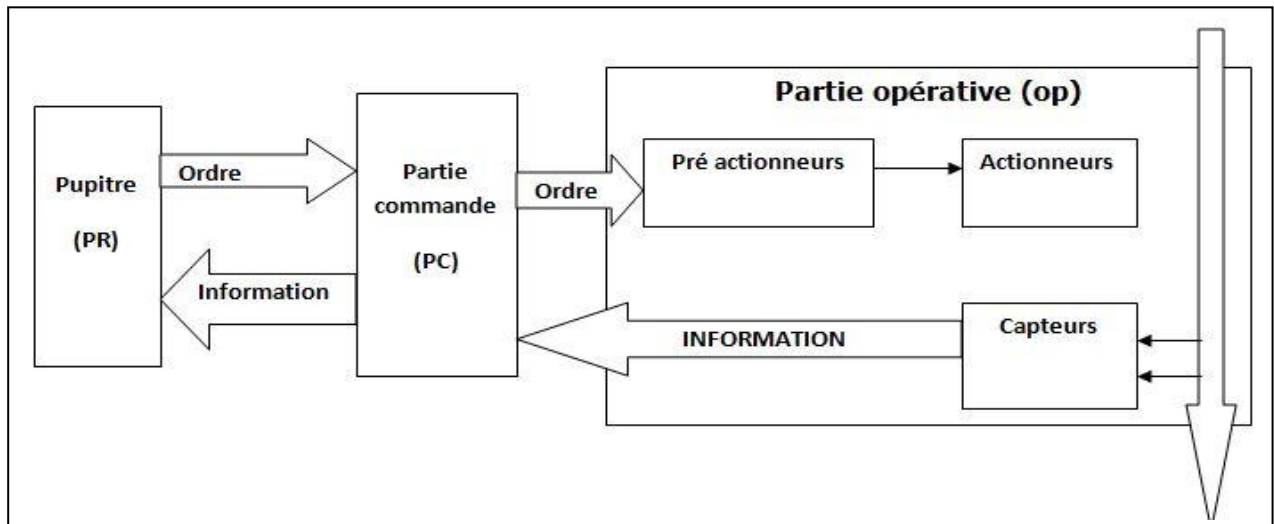 Partie opérative (op)
Pupitre
(PR)
Ordre
Information
Partie
commande
(PC)
Ordre
Pré actionneurs
Actionneurs
INFORMATION
Capteurs